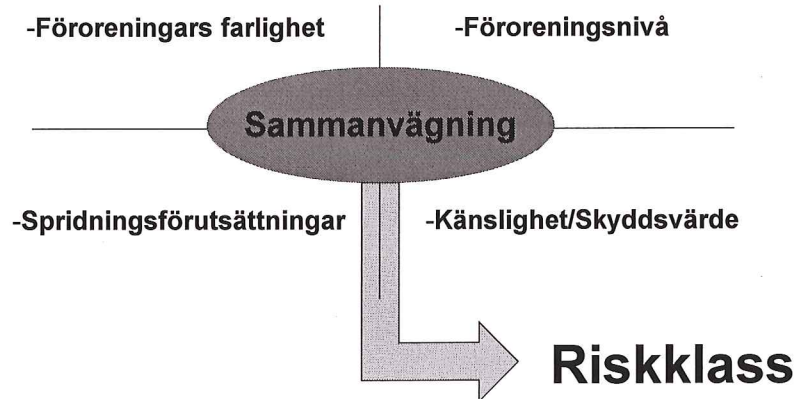 -Föroreningars farlighet
-Föroreningsnivå
Sammanvägning
-Spridningsförutsättningar
-Känslighet/Skyddsvärde
Riskklass